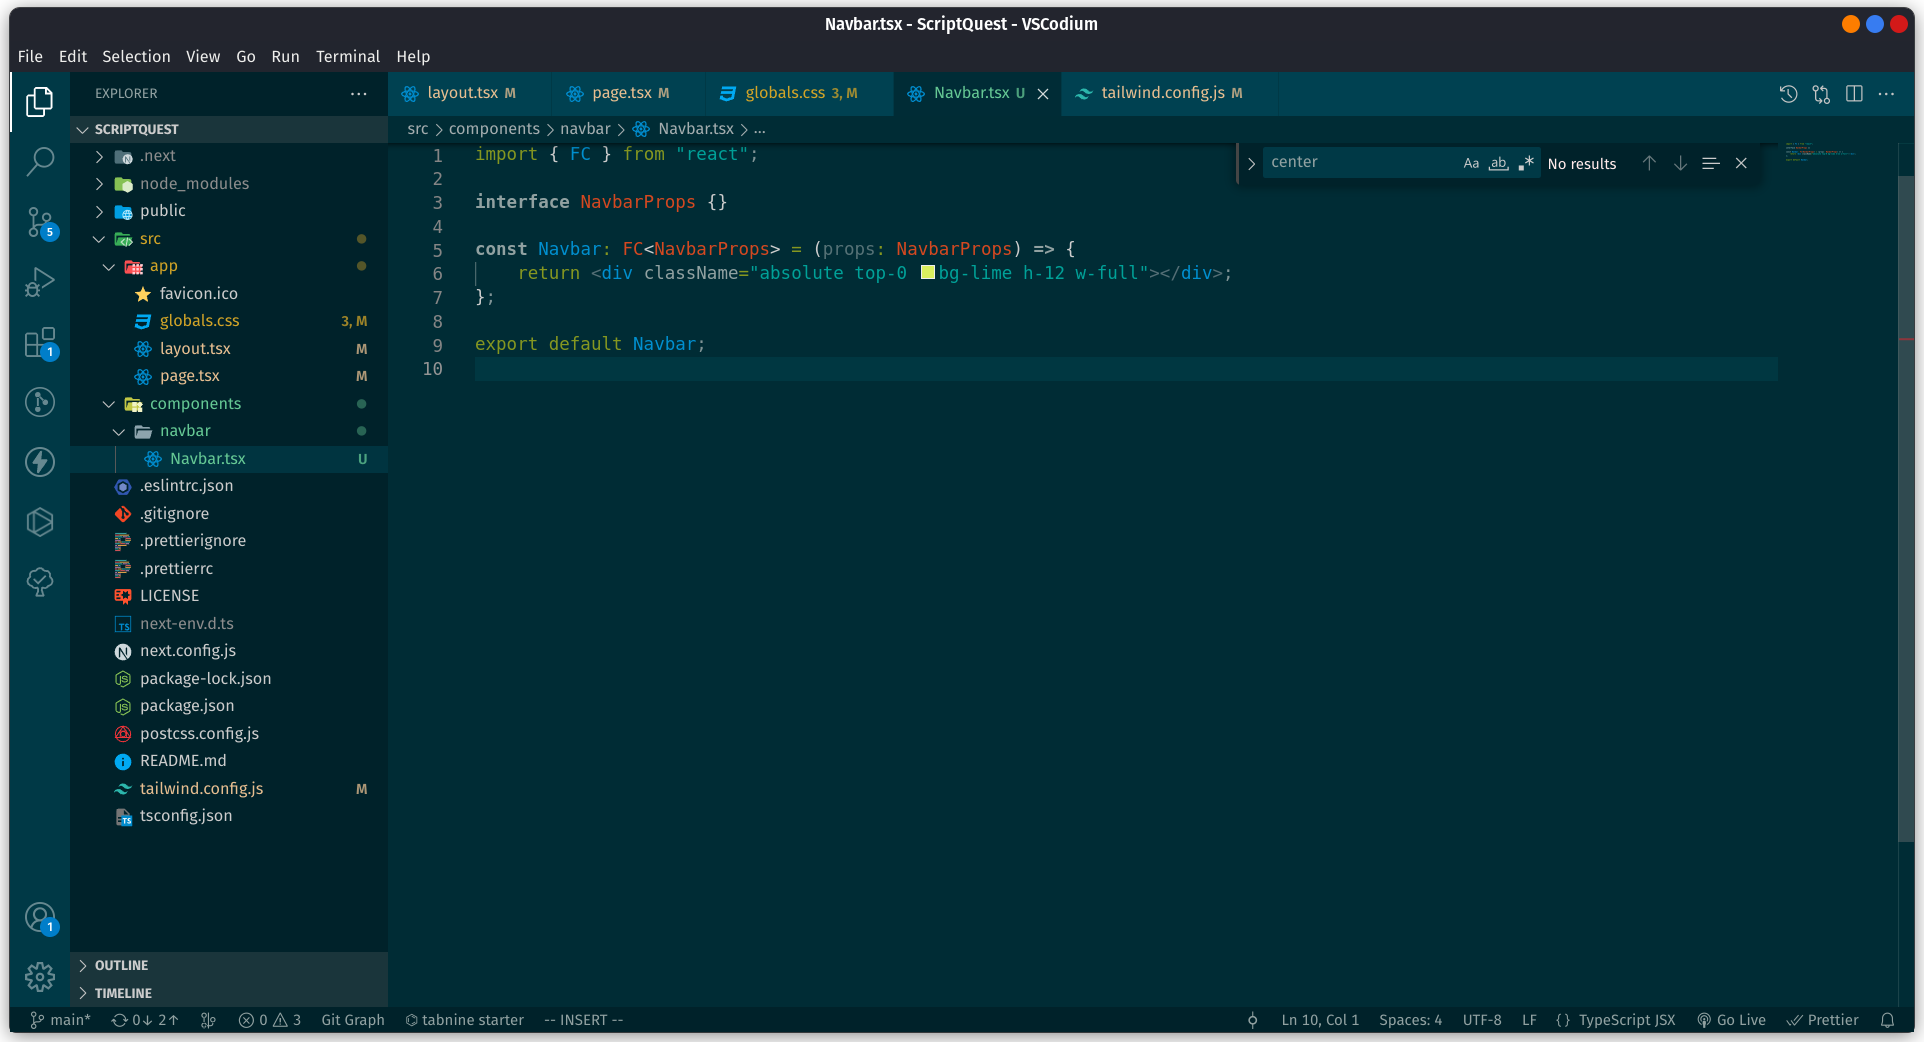 Navbar.tsx - ScriptQuest - VSCodium
File Edit Selection View Go Run Terminal Help
EXPLORER
SCRIPTQUEST
.next
node_modules
public
src
app
favicon.ico
globals.css 3, M
layout.tsx M
page.tsx M
components
navbar
Navbar.tsx U
.eslintrc.json
.gitignore
.prettierignore
.prettierrc
LICENSE
next-env.d.ts
next.config.js
package-lock.json
package.json
postcss.config.js
README.md
tailwind.config.js M
tsconfig.json
OUTLINE
TIMELINE
5
1
1
layout.tsx M page.tsx M globals.css 3, M Navbar.tsx U tailwind.config.js M
src > components > navbar > Navbar.tsx > ...
center Aa ab .* No results
1 import { FC } from "react";
2
3 interface NavbarProps {}
4
5 const Navbar: FC<NavbarProps> = (props: NavbarProps) => {
6 return <div className="absolute top-0 bg-lime h-12 w-full"></div>;
7 };
8
9 export default Navbar;
10
main* 0↓ 2↑ 0 3 Git Graph tabnine starter -- INSERT -- Ln 10, Col 1 Spaces: 4 UTF-8 LF {} TypeScript JSX Go Live Prettier